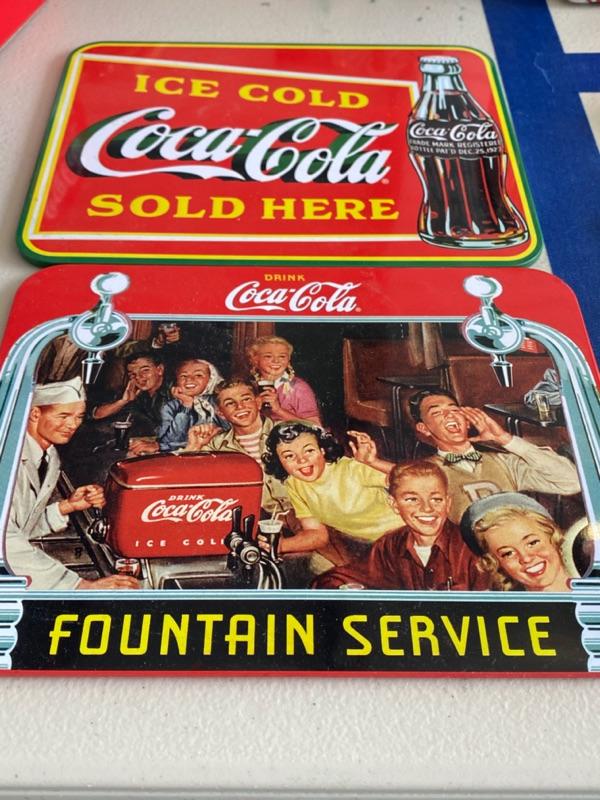 ICE COLD
Coca-Cola
SOLD HERE
Coca-Cola
TRADE MARK REGISTERED
BOTTLE PAT'D DEC. 25, 1923
DRINK
Coca-Cola
DRINK
Coca-Cola
ICE COLD
D
FOUNTAIN SERVICE